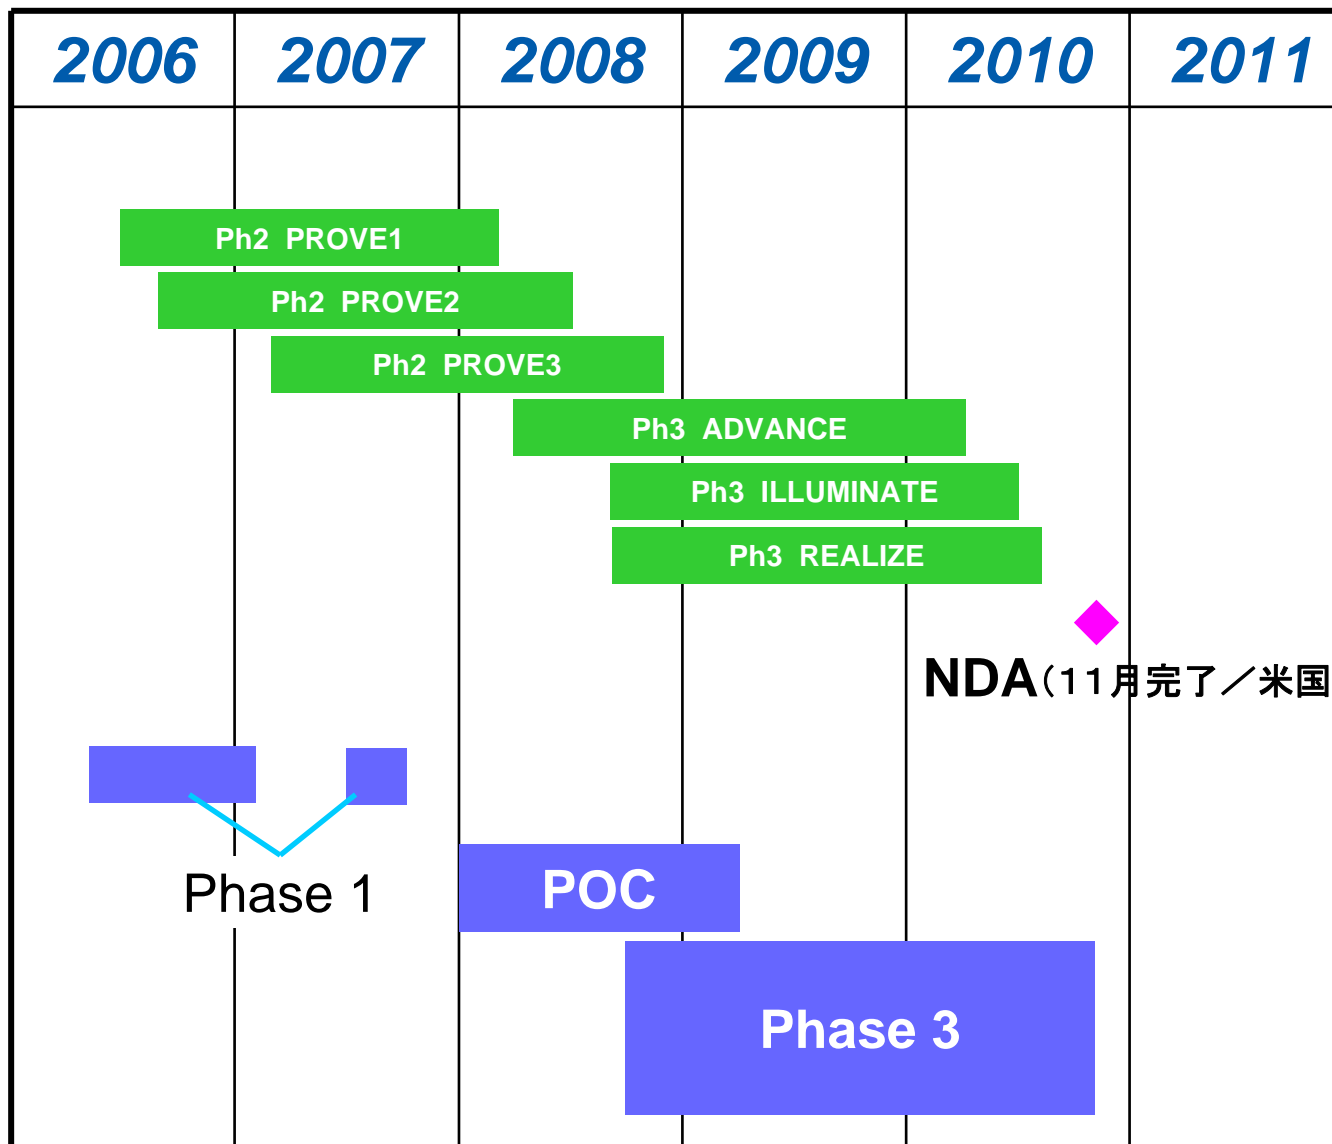 2006 2007 2008 2009 2010 2011
Ph2 PROVE1
Ph2 PROVE2
Ph2 PROVE3
Ph3 ADVANCE
Ph3 ILLUMINATE
Ph3 REALIZE
NDA(11月完了/米国
Phase 1
POC
Phase 3